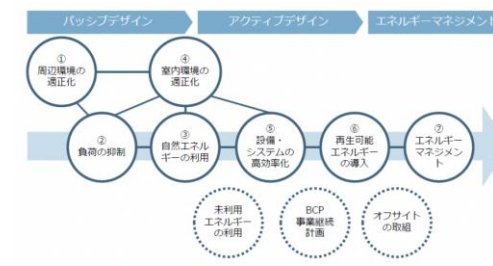 パッシブデザイン
アクティブデザイン
エネルギーマネジメント
①
周辺環境の
適正化
④
室内環境の
適正化
②
負荷の抑制
③
自然エネル
ギーの利用
⑤
設備・
システムの
高効率化
⑥
再生可能
エネルギー
の導入
⑦
エネルギー
マネジメン
ト
未利用
エネルギー
の利用
BCP
事業継続
計画
オフサイト
の取組